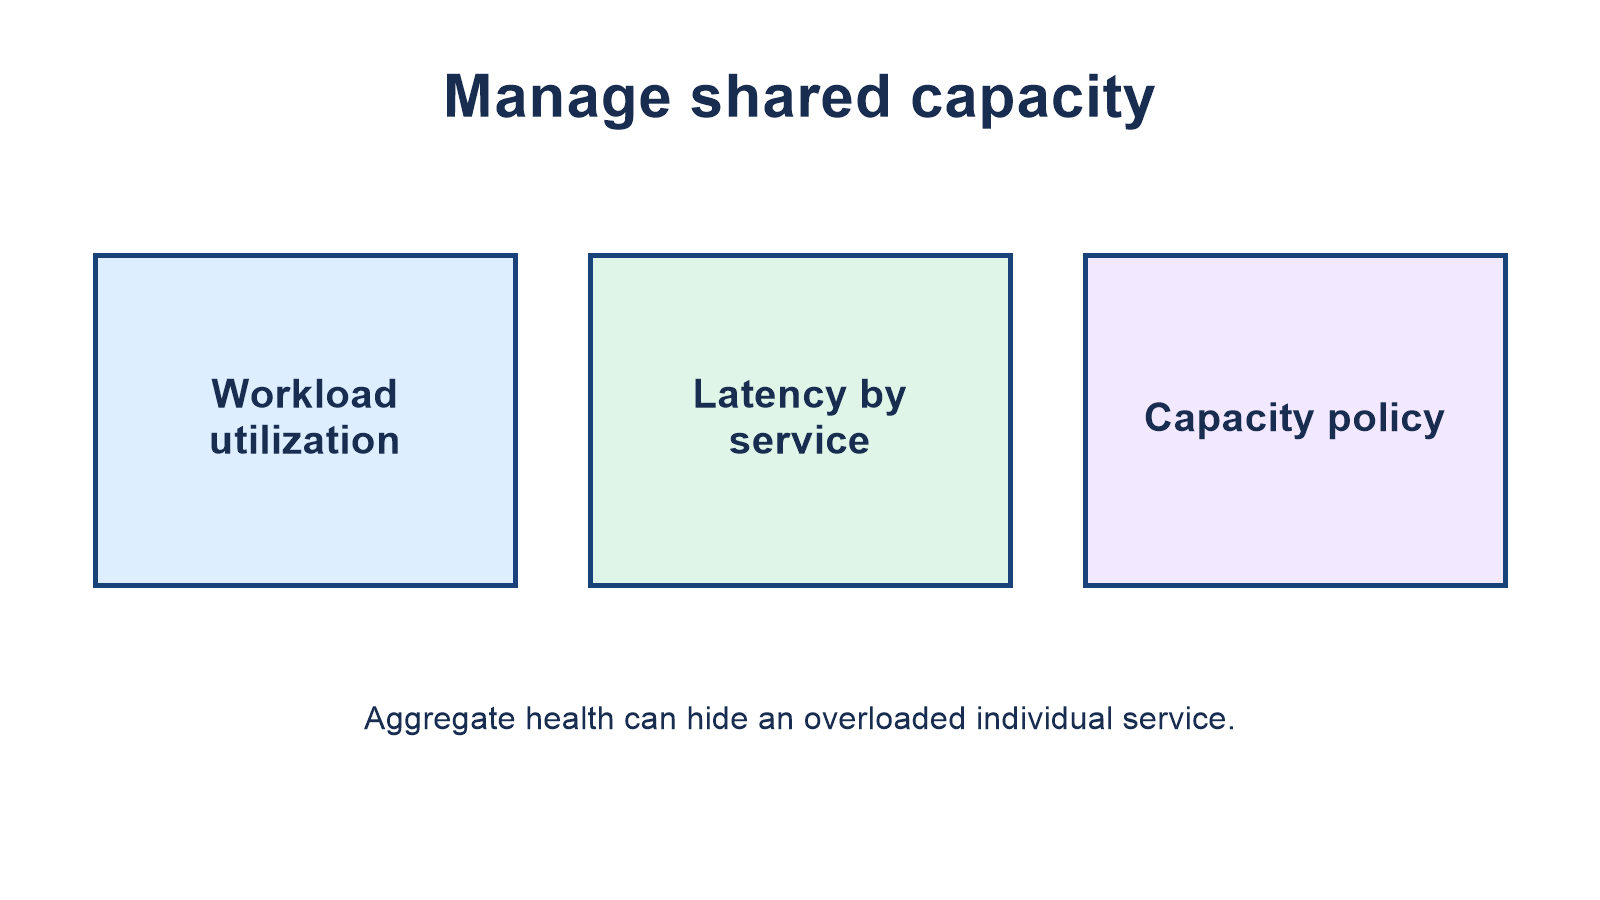 Manage shared capacity
Workload
utilization
Latency by
service
Capacity policy
Aggregate health can hide an overloaded individual service.